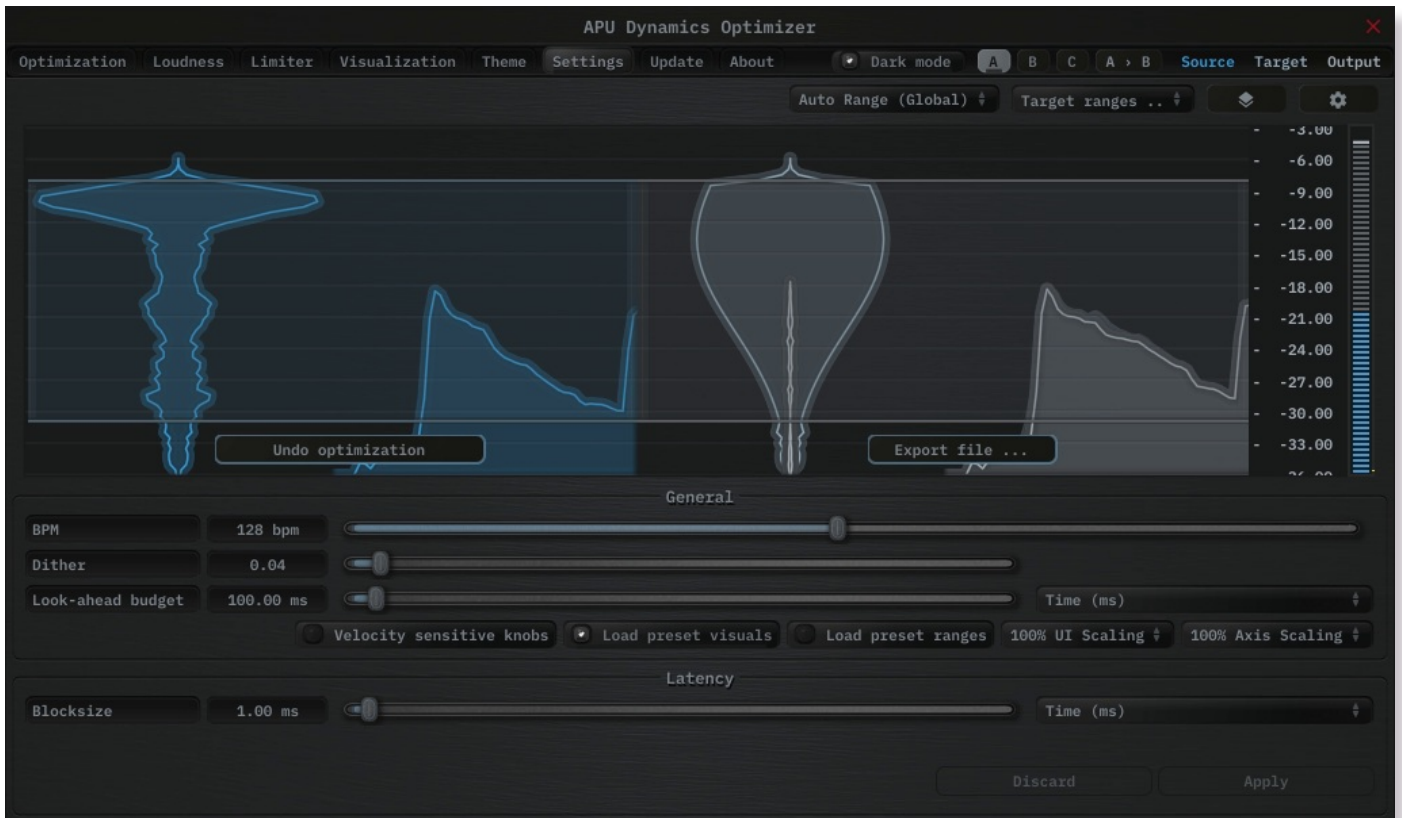 APU Dynamics Optimizer
Optimization Loudness Limiter Visualization Theme Settings Update About Dark mode A B C A › B Source Target Output
Auto Range (Global) Target ranges ..
- -3.00
- -6.00
- -9.00
- -12.00
- -15.00
- -18.00
- -21.00
- -24.00
- -27.00
- -30.00
- -33.00
Undo optimization Export file ...
General
BPM 128 bpm
Dither 0.04
Look-ahead budget 100.00 ms Time (ms)
Velocity sensitive knobs Load preset visuals Load preset ranges 100% UI Scaling 100% Axis Scaling
Latency
Blocksize 1.00 ms Time (ms)
Discard Apply